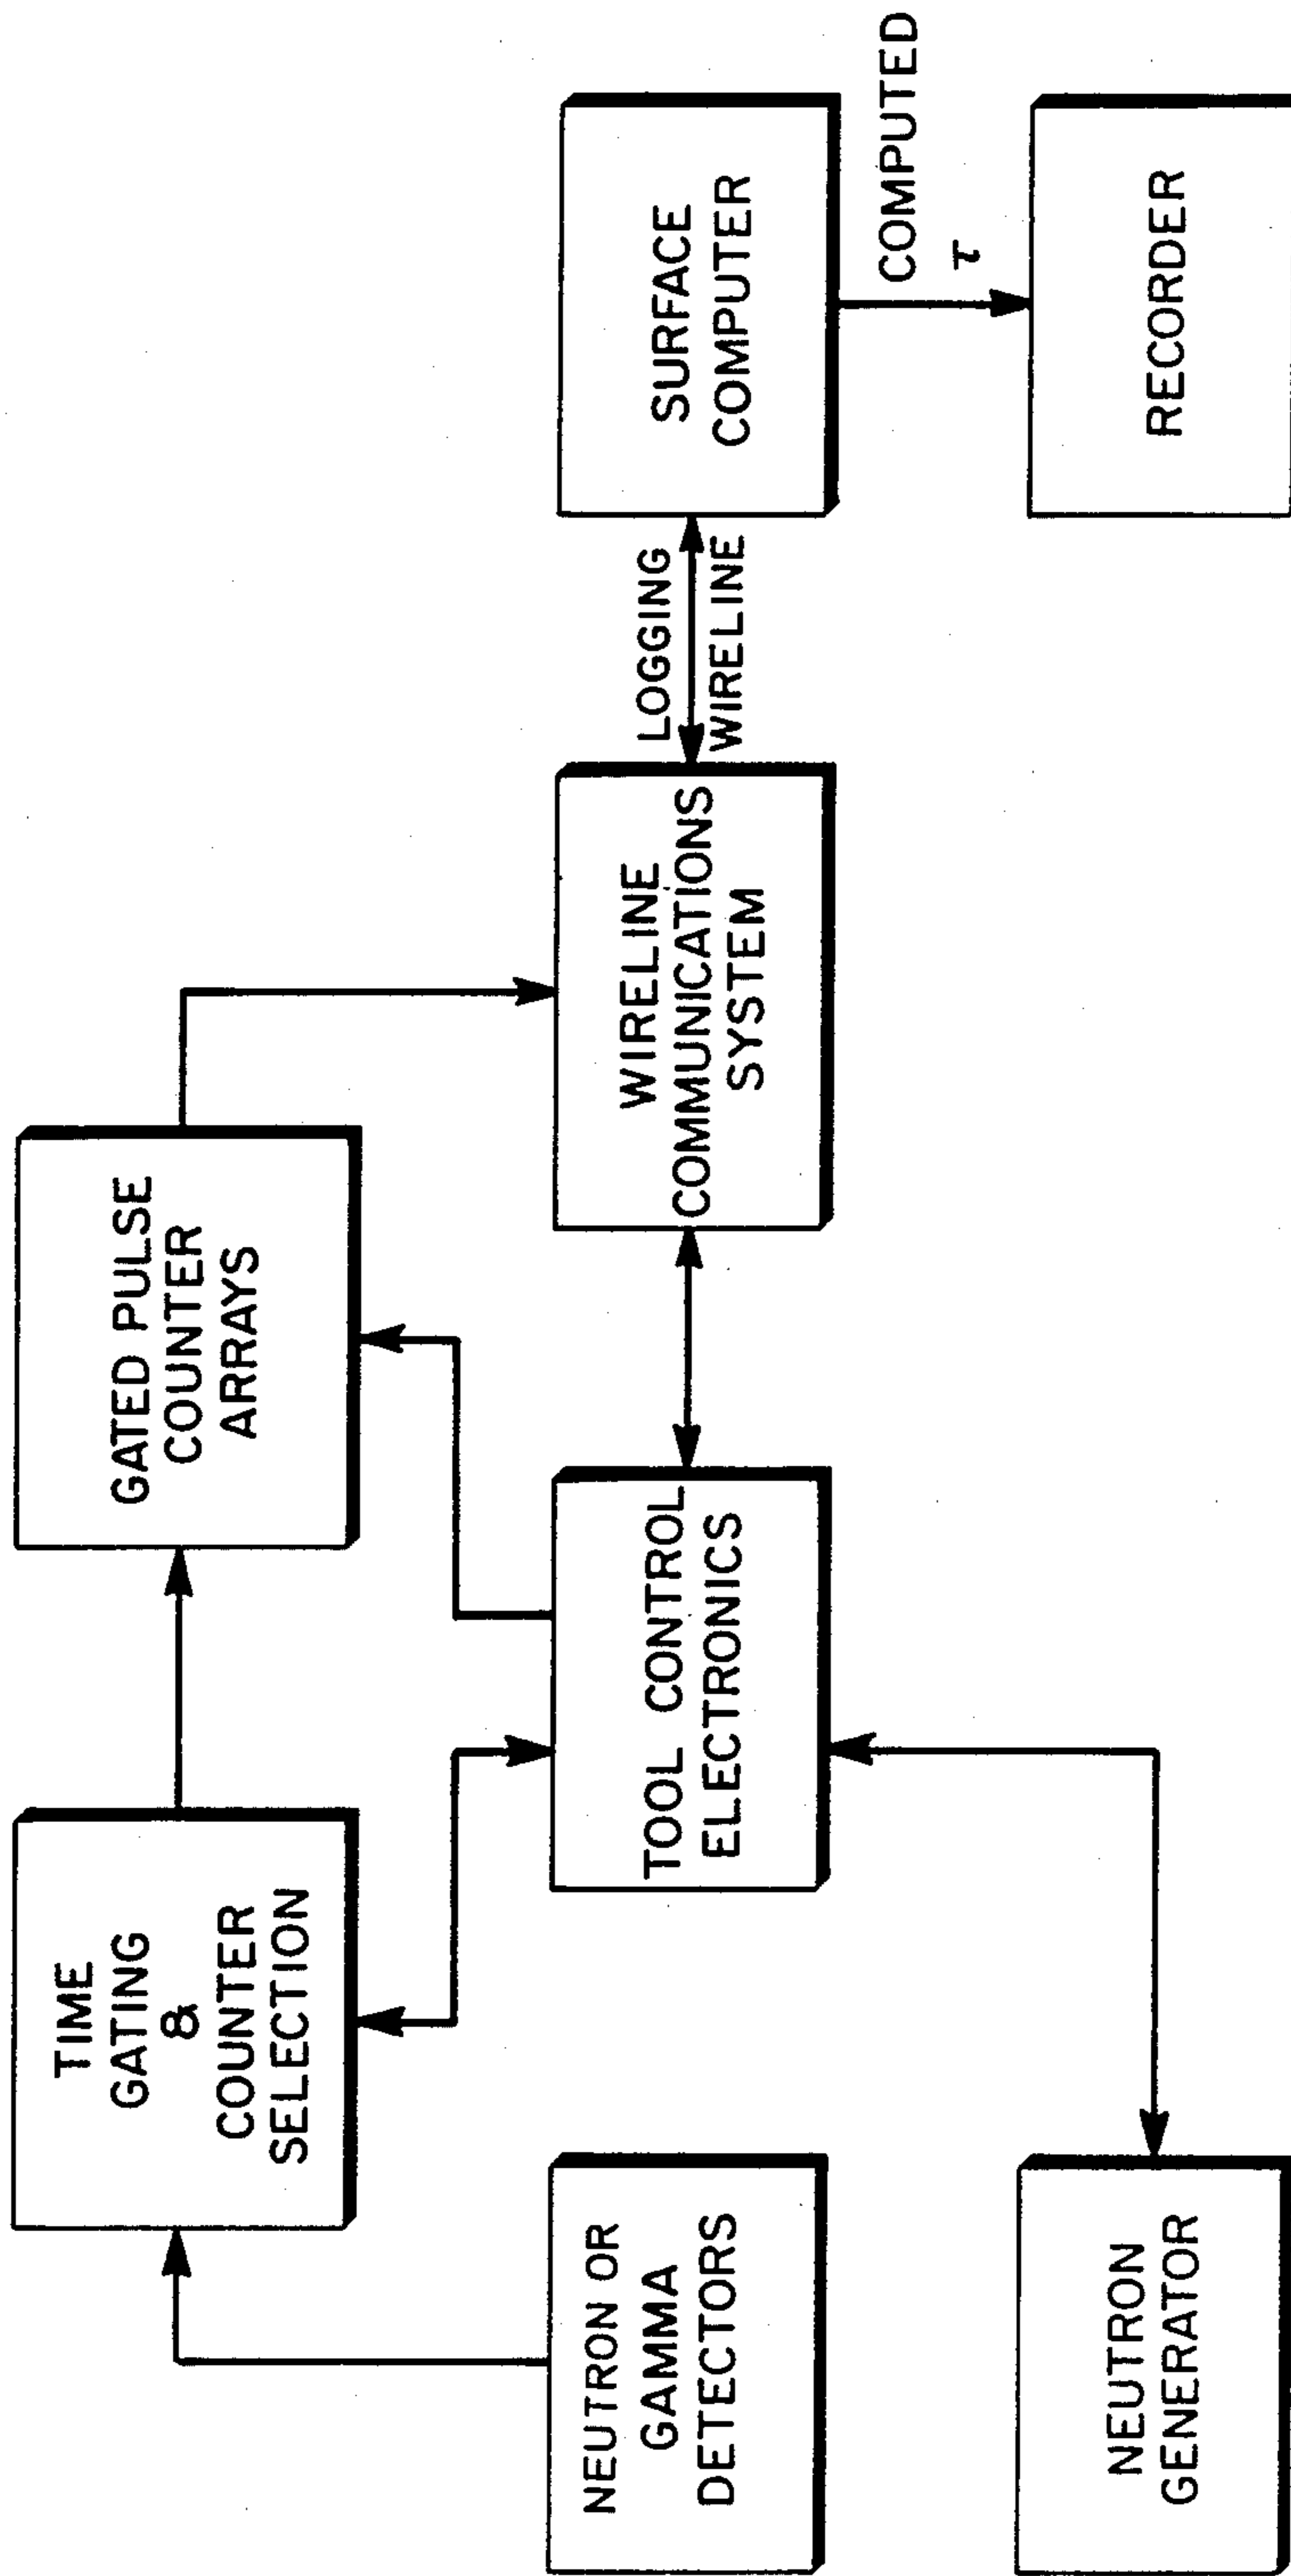 TIME
GATING
&
COUNTER
SELECTION
GATED PULSE
COUNTER
ARRAYS
NEUTRON OR
GAMMA
DETECTORS
TOOL CONTROL
ELECTRONICS
WIRELINE
COMMUNICATIONS
SYSTEM
LOGGING
WIRELINE
SURFACE
COMPUTER
COMPUTED
τ
NEUTRON
GENERATOR
RECORDER